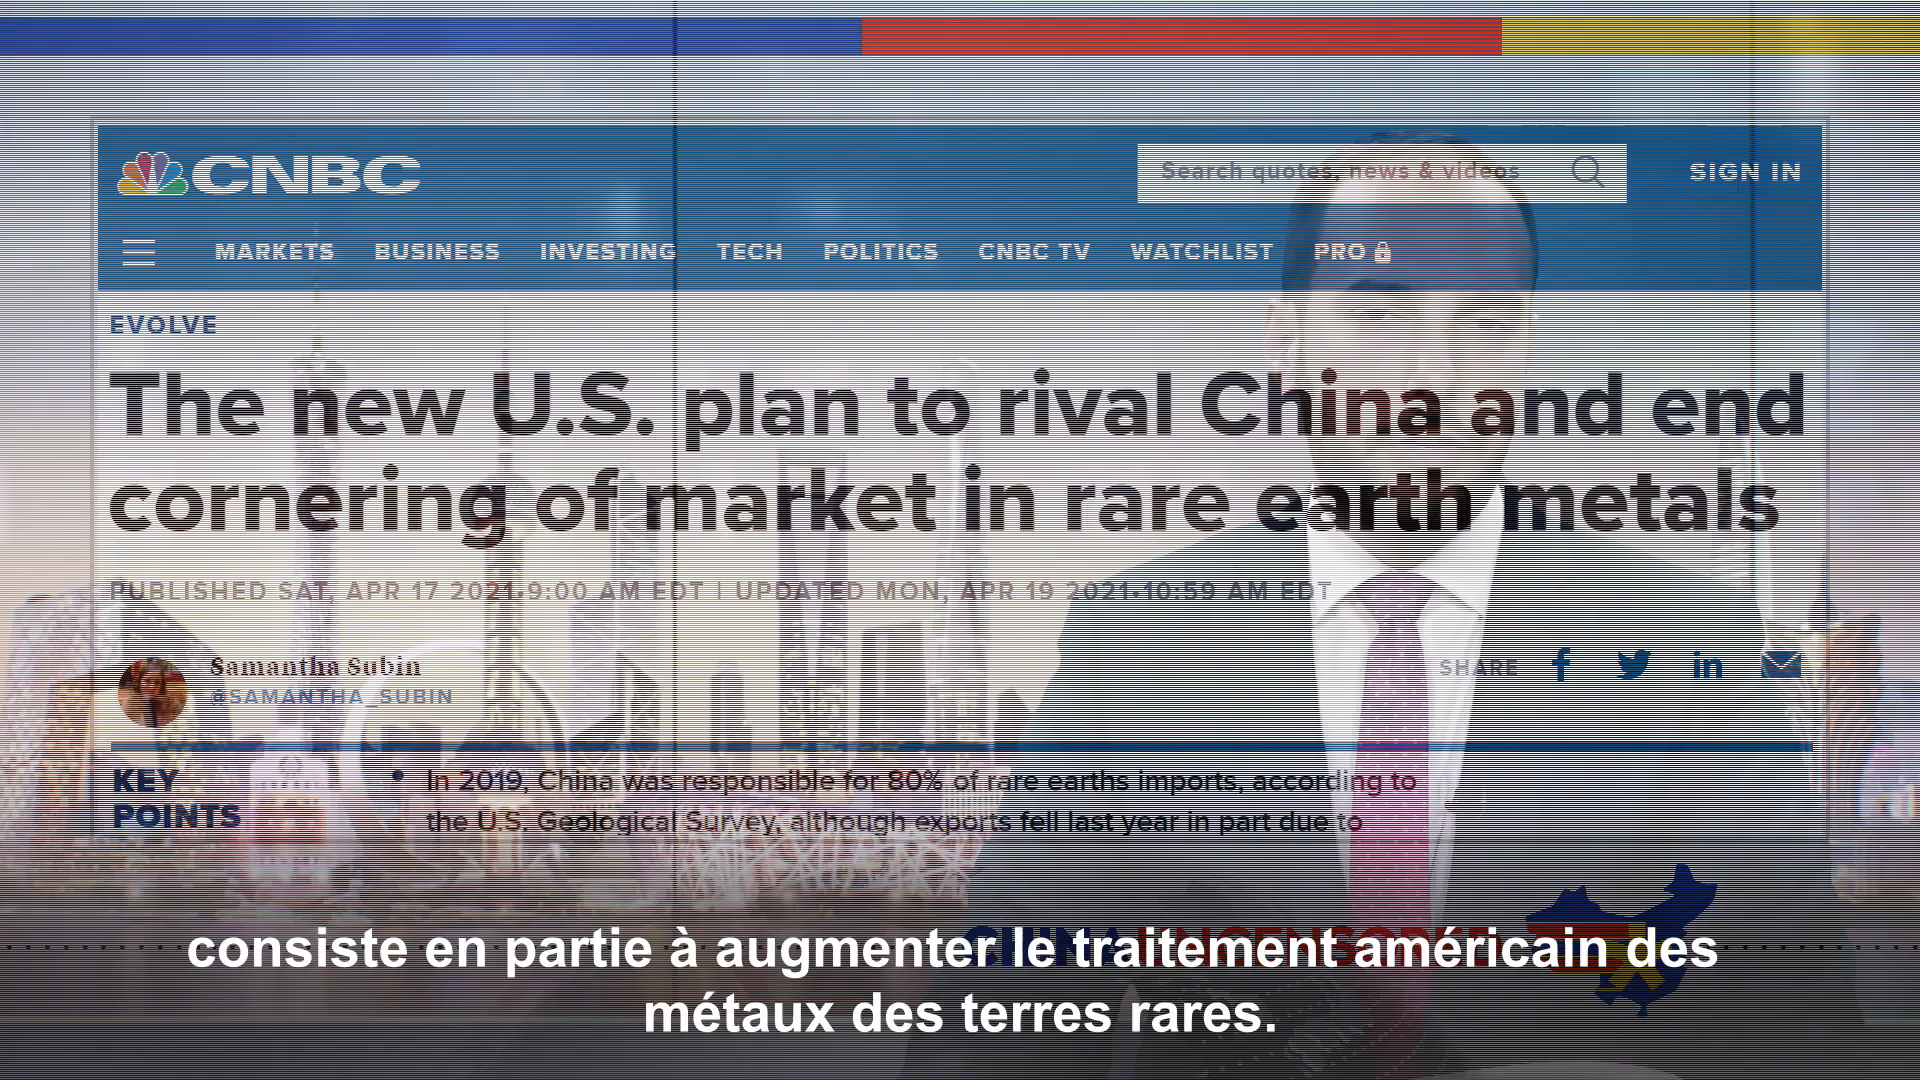 CNBC
Search quotes, news & videos
SIGN IN
MARKETS BUSINESS INVESTING TECH POLITICS CNBC TV WATCHLIST PRO
EVOLVE
The new U.S. plan to rival China and end
cornering of market in rare earth metals
PUBLISHED SAT, APR 17 2021•9:00 AM EDT | UPDATED MON, APR 19 2021•10:59 AM EDT
Samantha Subin
@SAMANTHA_SUBIN
SHARE
KEY
POINTS
• In 2019, China was responsible for 80% of rare earths imports, according to
the U.S. Geological Survey, although exports fell last year in part due to
CHINA UNCENSORED
consiste en partie à augmenter le traitement américain des
métaux des terres rares.